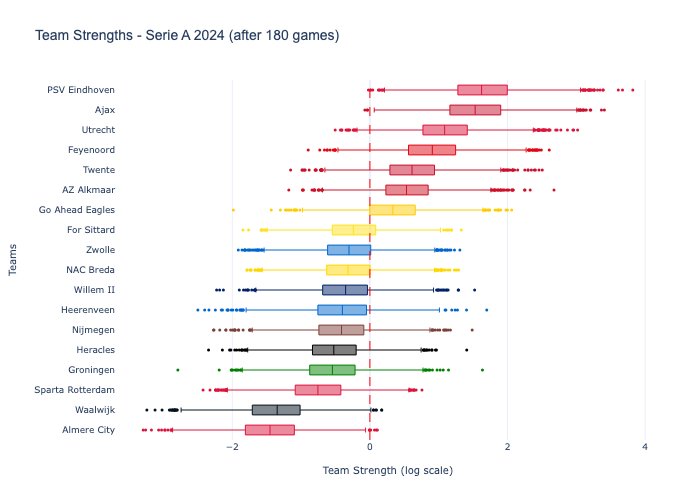 Team Strengths - Serie A 2024 (after 180 games)
PSV Eindhoven
Ajax
Utrecht
Feyenoord
Twente
AZ Alkmaar
Go Ahead Eagles
For Sittard
Zwolle
NAC Breda
Willem II
Heerenveen
Nijmegen
Heracles
Groningen
Sparta Rotterdam
Waalwijk
Almere City
Teams
−2
0
2
4
Team Strength (log scale)